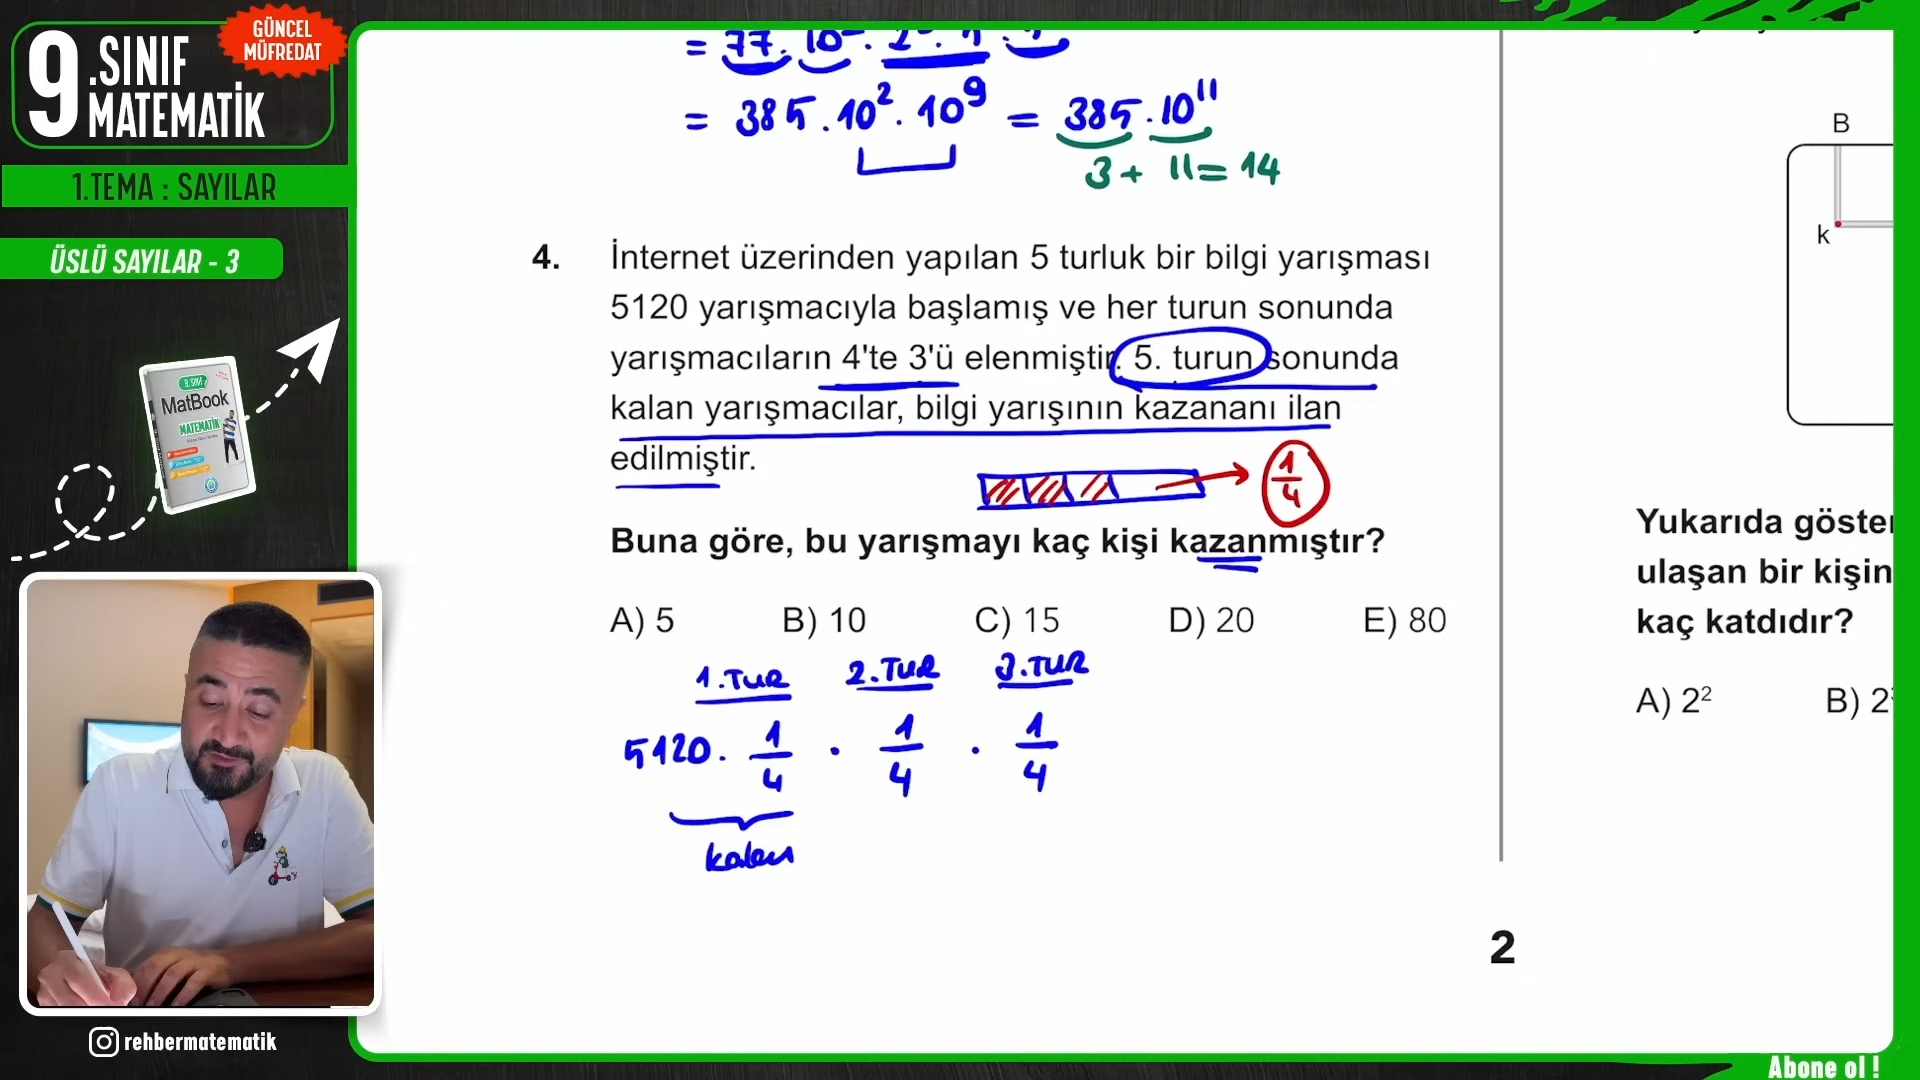 GÜNCEL
MÜFREDAT
9.SINIF
MATEMATİK
1.TEMA : SAYILAR
ÜSLÜ SAYILAR - 3
9. SINIF
MatBook
MATEMATİK
rehbermatematik
= 385.10² . 10⁹ = 385.10¹¹
3 + 11 = 14
4. İnternet üzerinden yapılan 5 turluk bir bilgi yarışması
5120 yarışmacıyla başlamış ve her turun sonunda
yarışmacıların 4'te 3'ü elenmiştir. 5. turun sonunda
kalan yarışmacılar, bilgi yarışının kazananı ilan
edilmiştir.
1/4
Buna göre, bu yarışmayı kaç kişi kazanmıştır?
A) 5 B) 10 C) 15 D) 20 E) 80
1.TUR 2.TUR 3.TUR
5120 . 1/4 . 1/4 . 1/4
kalan
2
B
k
Yukarıda göste
ulaşan bir kişin
kaç katdıdır?
A) 2² B) 2
Abone ol !